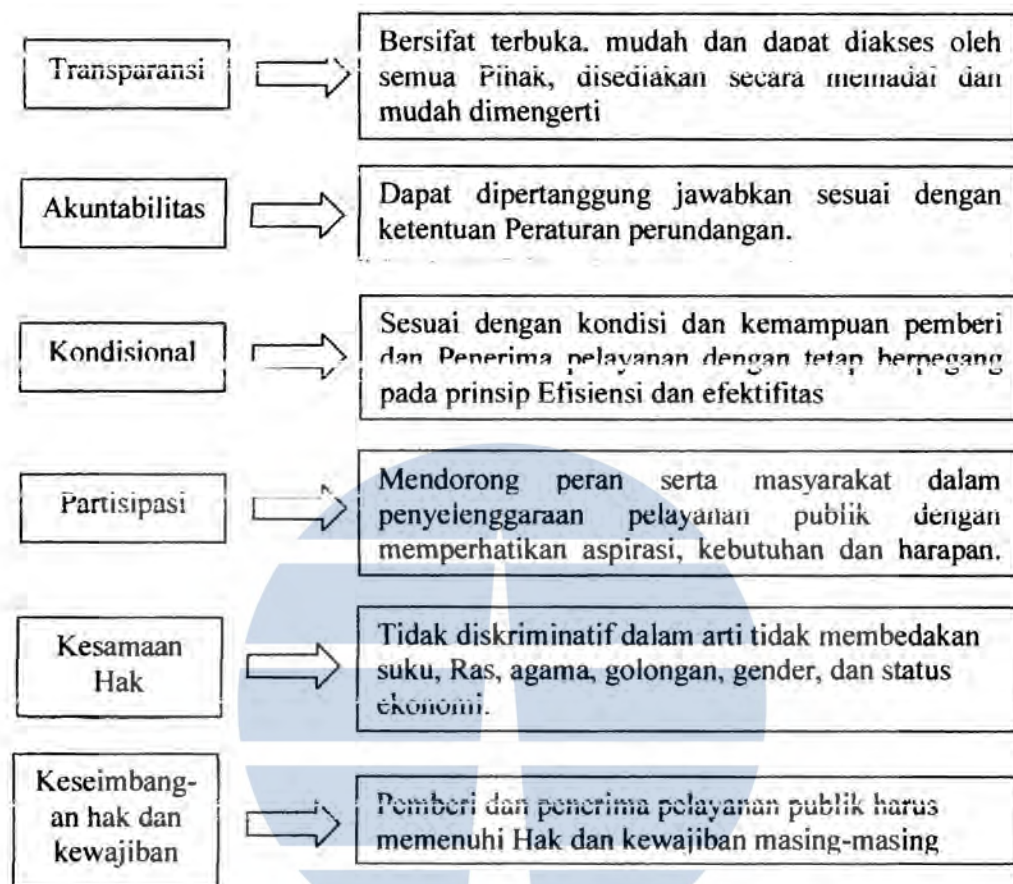 Transparansi
Bersifat terbuka. mudah dan dapat diakses oleh
semua Pihak, disediakan secara memadai dan
mudah dimengerti
Akuntabilitas
Dapat dipertanggung jawabkan sesuai dengan
ketentuan Peraturan perundangan.
Kondisional
Sesuai dengan kondisi dan kemampuan pemberi
dan Penerima pelayanan dengan tetap berpegang
pada prinsip Efisiensi dan efektifitas
Partisipasi
Mendorong peran serta masyarakat dalam
penyelenggaraan pelayanan publik dengan
memperhatikan aspirasi, kebutuhan dan harapan.
Kesamaan
Hak
Tidak diskriminatif dalam arti tidak membedakan
suku, Ras, agama, golongan, gender, dan status
ekonomi.
Keseimbang-
an hak dan
kewajiban
Pemberi dan penerima pelayanan publik harus
memenuhi Hak dan kewajiban masing-masing